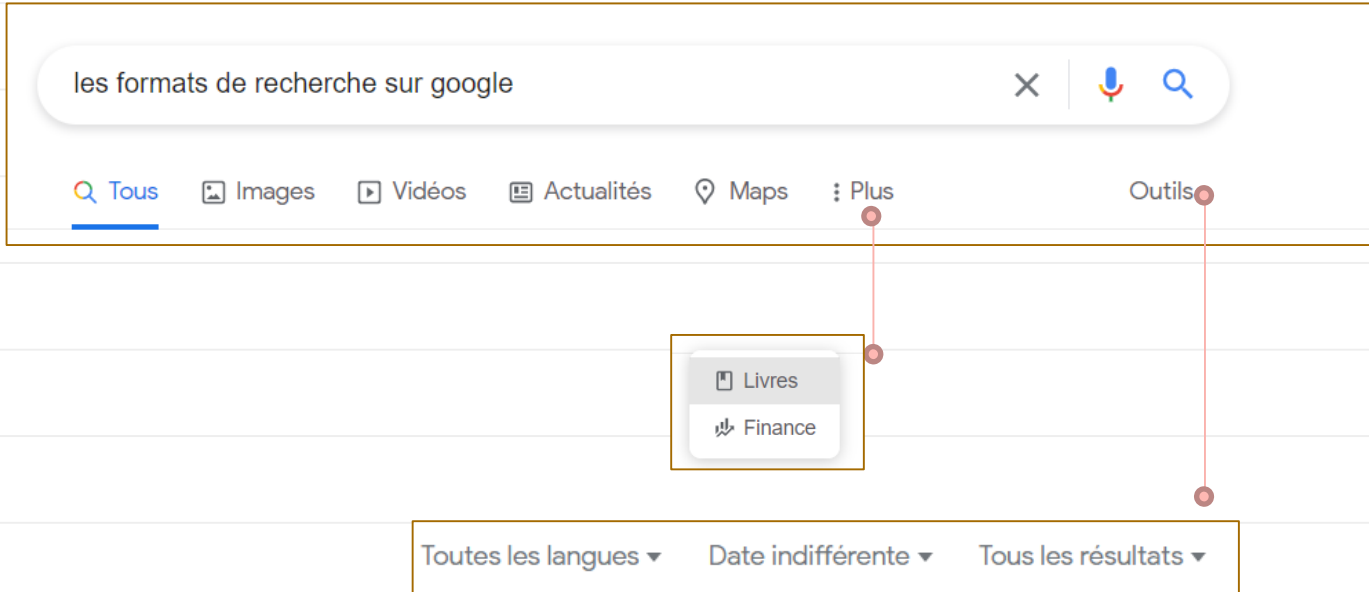 les formats de recherche sur google
Tous Images Vidéos Actualités Maps Plus Outils
Livres
Finance
Toutes les langues Date indifférente Tous les résultats